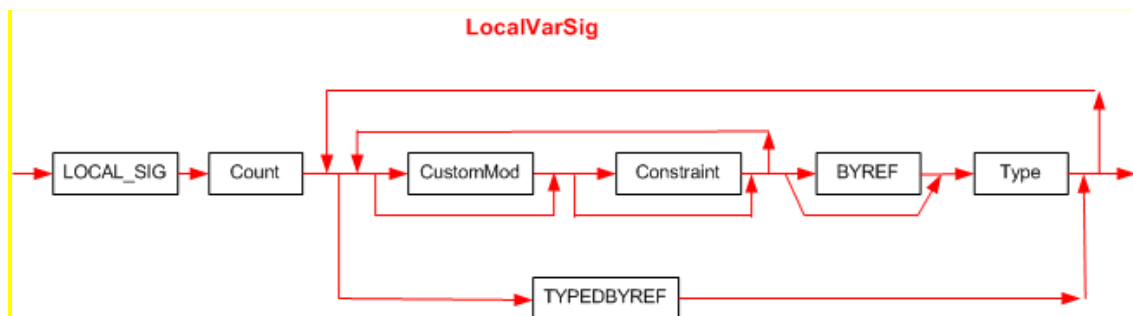 LocalVarSig
LOCAL_SIG
Count
CustomMod
Constraint
BYREF
Type
TYPEDBYREF